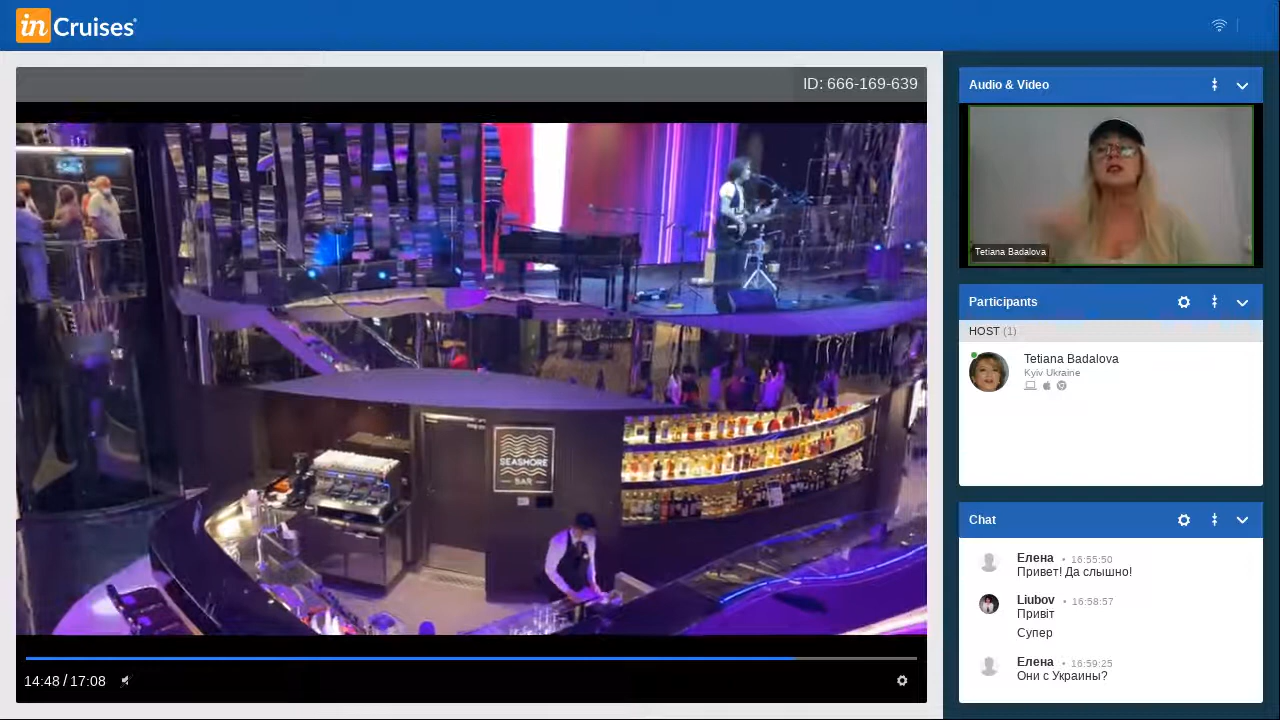 in Cruises®
ID: 666-169-639
SEASHORE
BAR
14:48 / 17:08
Audio & Video
Tetiana Badalova
Participants
HOST (1)
Tetiana Badalova
Kyiv Ukraine
Chat
Елена • 16:55:50
Привет! Да слышно!
Liubov • 16:58:57
Привіт
Супер
Елена • 16:59:25
Они с Украины?